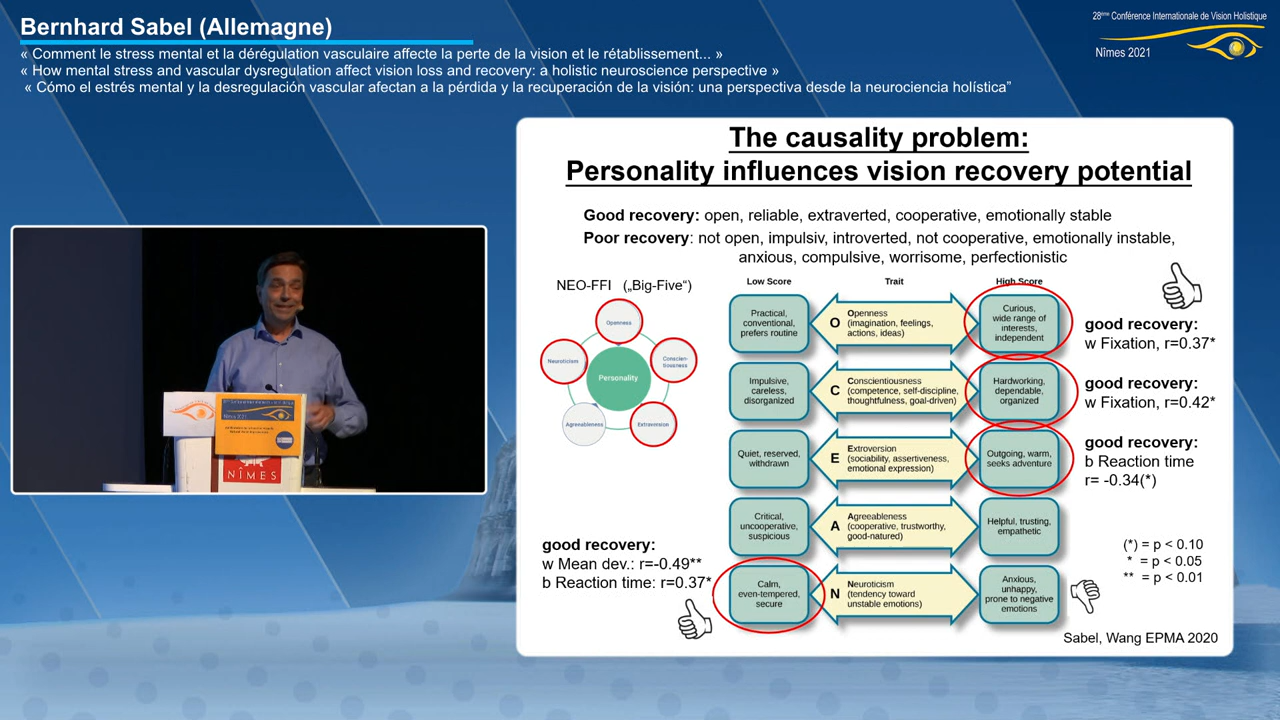 Bernhard Sabel (Allemagne)
« Comment le stress mental et la dérégulation vasculaire affecte la perte de la vision et le rétablissement... »
« How mental stress and vascular dysregulation affect vision loss and recovery: a holistic neuroscience perspective »
« Cómo el estrés mental y la desregulación vascular afectan a la pérdida y la recuperación de la visión: una perspectiva desde la neurociencia holística”
28ème Conférence Internationale de Vision Holistique
Nîmes 2021
The causality problem:
Personality influences vision recovery potential
Good recovery: open, reliable, extraverted, cooperative, emotionally stable
Poor recovery: not open, impulsiv, introverted, not cooperative, emotionally instable,
anxious, compulsive, worrisome, perfectionistic
NEO-FFI („Big-Five“)
Openness
Neuroticism
Conscien-
tiousness
Personality
Agreeableness
Extraversion
Low Score
Trait
High Score
Practical,
conventional,
prefers routine
O
Openness
(imagination, feelings,
actions, ideas)
Curious,
wide range of
interests,
independent
good recovery:
w Fixation, r=0.37*
Impulsive,
careless,
disorganized
C
Conscientiousness
(competence, self-discipline,
thoughtfulness, goal-driven)
Hardworking,
dependable,
organized
good recovery:
w Fixation, r=0.42*
Quiet, reserved,
withdrawn
E
Extroversion
(sociability, assertiveness,
emotional expression)
Outgoing, warm,
seeks adventure
good recovery:
b Reaction time
r= -0.34(*)
Critical,
uncooperative,
suspicious
A
Agreeableness
(cooperative, trustworthy,
good-natured)
Helpful, trusting,
empathetic
good recovery:
w Mean dev.: r=-0.49**
b Reaction time: r=0.37*
Calm,
even-tempered,
secure
N
Neuroticism
(tendency toward
unstable emotions)
Anxious,
unhappy,
prone to negative
emotions
(*) = p < 0.10
* = p < 0.05
** = p < 0.01
Sabel, Wang EPMA 2020
NÎMES